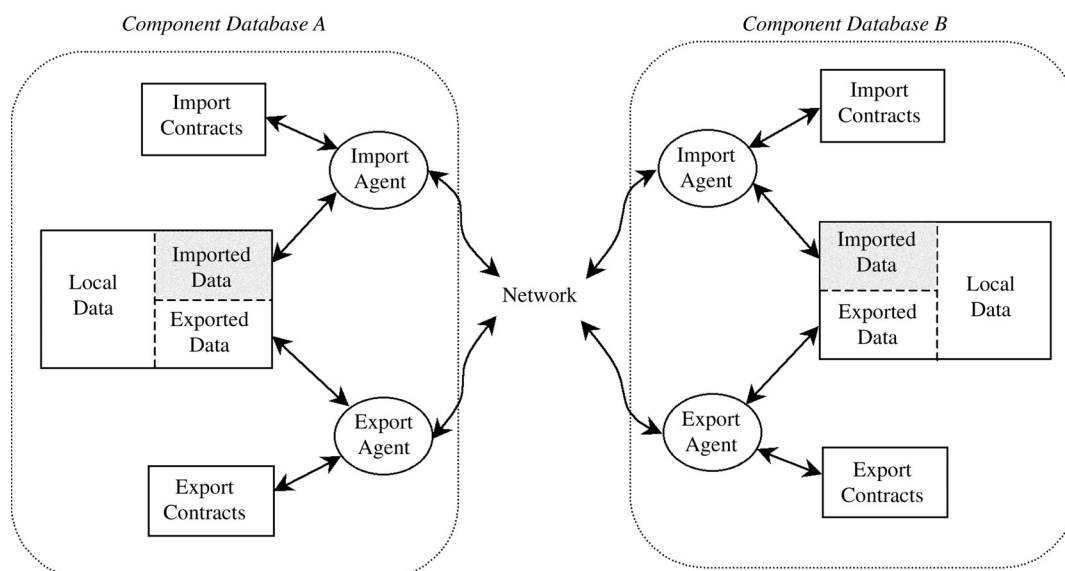 Component Database A
Import
Contracts
Import
Agent
Local
Data
Imported
Data
Exported
Data
Export
Agent
Export
Contracts
Network
Component Database B
Import
Contracts
Import
Agent
Imported
Data
Exported
Data
Local
Data
Export
Agent
Export
Contracts